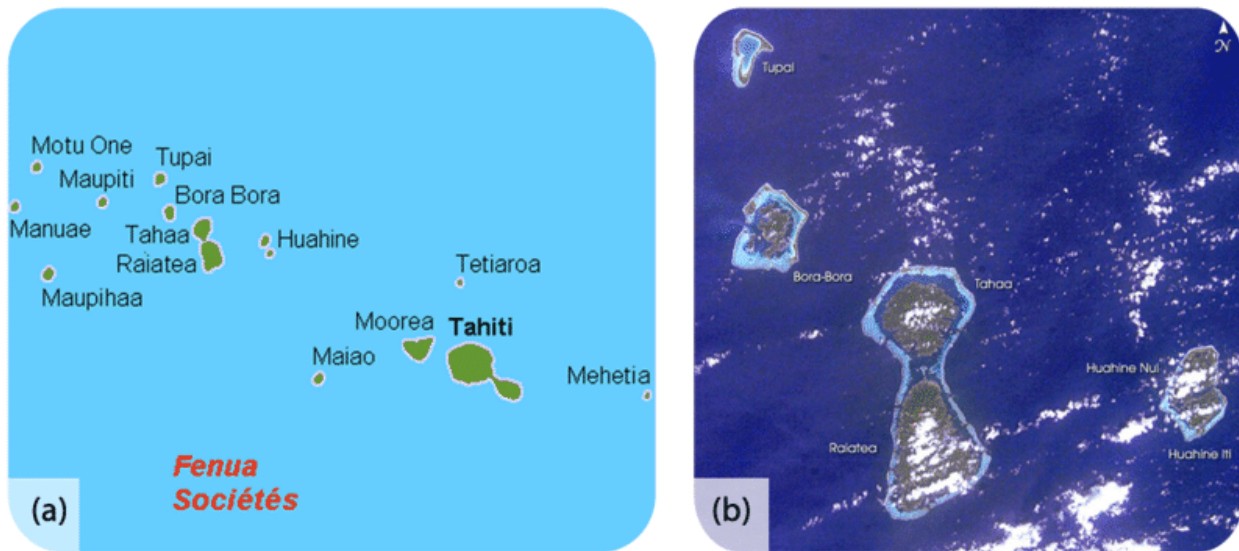 Motu One
Tupai
Maupiti
Bora Bora
Manuae
Tahaa
Huahine
Raiatea
Maupihaa
Tetiaroa
Moorea
Tahiti
Maiao
Mehetia
Fenua
Sociétés
(a)
N
Tupai
Bora-Bora
Tahaa
Huahine Nui
Raiatea
Huahine Iti
(b)